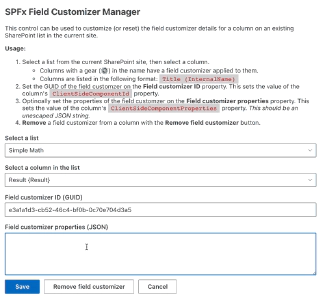 SPFx Field Customizer Manager
This control can be used to customize (or reset) the field customizer details for a column on an existing
SharePoint list in the current site.
Usage:
1. Select a list from the current SharePoint site, then select a column.
Columns with a gear (⚙) in the name have a field customizer applied to them.
Columns are listed in the following format: Title {InternalName}
2. Set the GUID of the field customizer on the Field customizer ID property. This sets the value of the
column's ClientSideComponentId property.
3. Optionally set the properties of the field customizer on the Field customizer properties property. This
sets the value of the column's ClientSideComponentProperties property. This should be an
unescaped JSON string.
4. Remove a field customizer from a column with the Remove field customizer button.
Select a list
Simple Math
Select a column in the list
Result {Result}
Field customizer ID (GUID)
e3a1a1d3-cb52-46c4-bf0b-0c70e704d3a5
Field customizer properties (JSON)
Save Remove field customizer Cancel